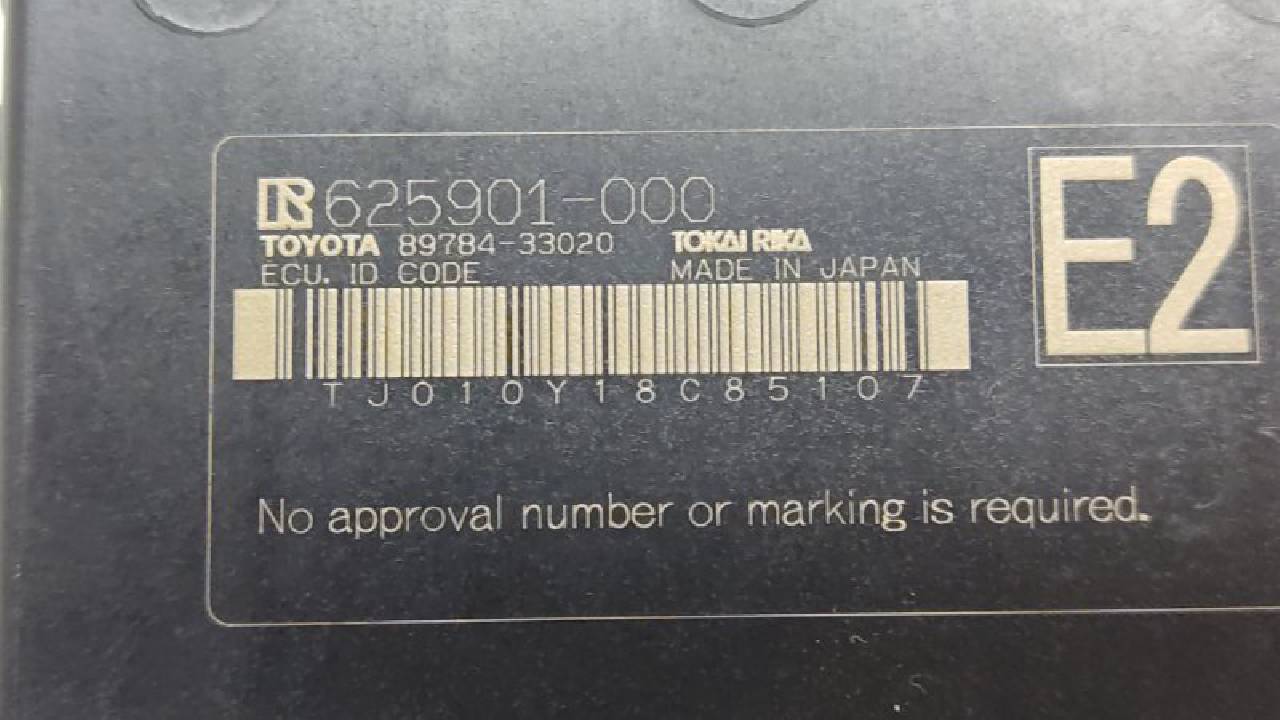 R 625901-000
TOYOTA 89784-33020 TOKAI RIKA
ECU. ID CODE MADE IN JAPAN
E2
TJ010Y18C85107
No approval number or marking is required.